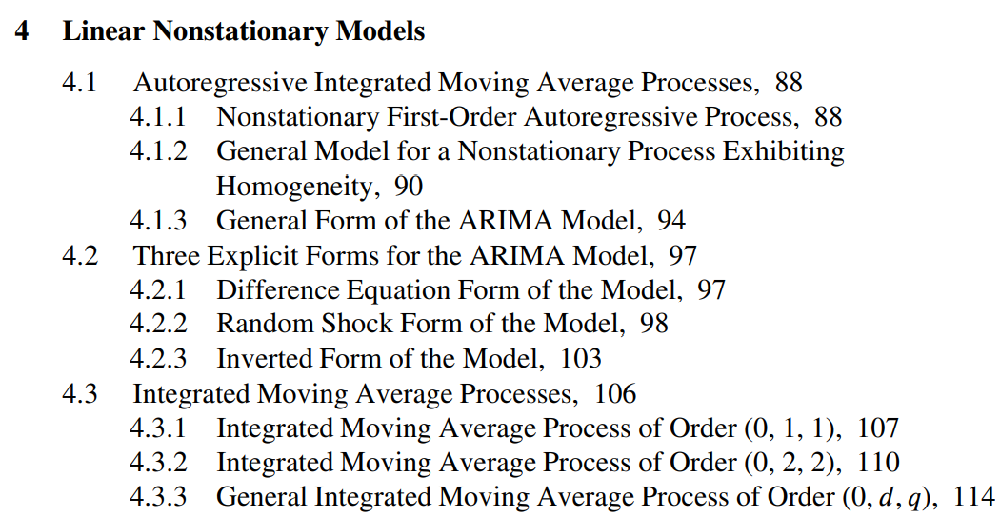 4 Linear Nonstationary Models
4.1 Autoregressive Integrated Moving Average Processes, 88
4.1.1 Nonstationary First-Order Autoregressive Process, 88
4.1.2 General Model for a Nonstationary Process Exhibiting
Homogeneity, 90
4.1.3 General Form of the ARIMA Model, 94
4.2 Three Explicit Forms for the ARIMA Model, 97
4.2.1 Difference Equation Form of the Model, 97
4.2.2 Random Shock Form of the Model, 98
4.2.3 Inverted Form of the Model, 103
4.3 Integrated Moving Average Processes, 106
4.3.1 Integrated Moving Average Process of Order (0, 1, 1), 107
4.3.2 Integrated Moving Average Process of Order (0, 2, 2), 110
4.3.3 General Integrated Moving Average Process of Order (0, d, q), 114